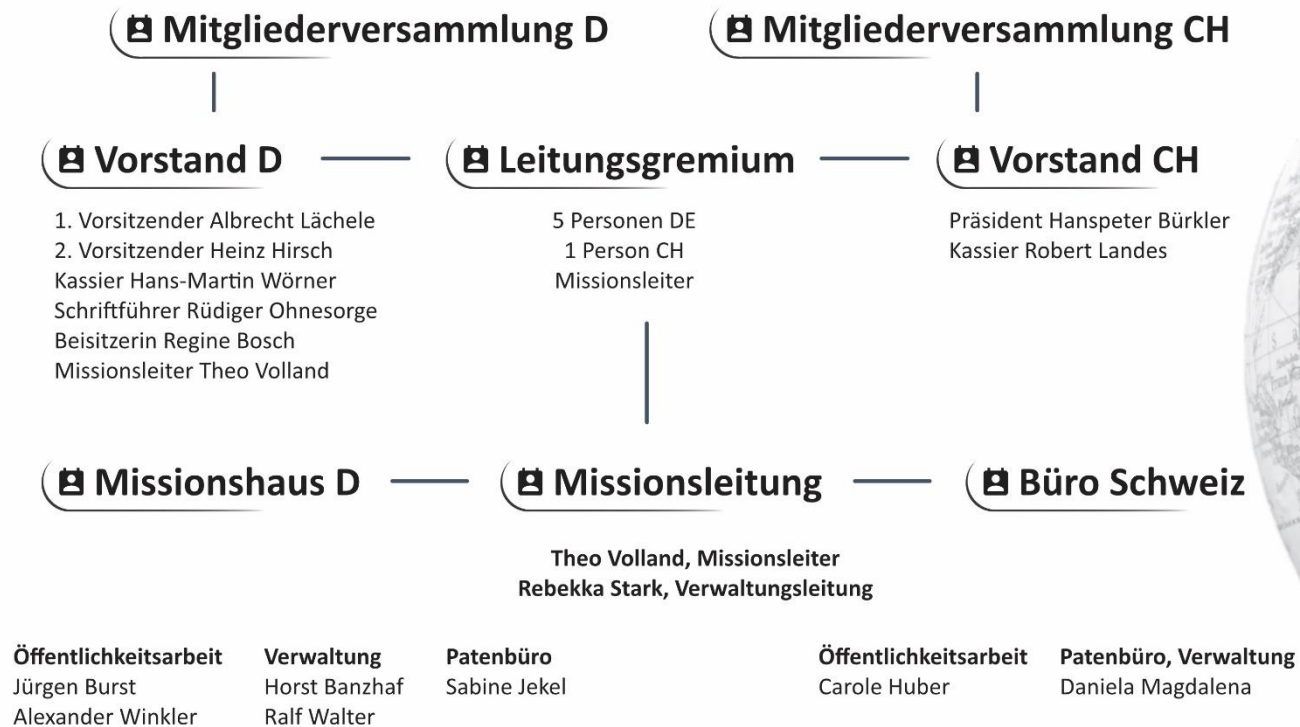 Mitgliederversammlung D
Mitgliederversammlung CH
Vorstand D
Leitungsgremium
Vorstand CH
1. Vorsitzender Albrecht Lächele
2. Vorsitzender Heinz Hirsch
Kassier Hans-Martin Wörner
Schriftführer Rüdiger Ohnesorge
Beisitzerin Regine Bosch
Missionsleiter Theo Volland
5 Personen DE
1 Person CH
Missionsleiter
Präsident Hanspeter Bürkler
Kassier Robert Landes
Missionshaus D
Missionsleitung
Büro Schweiz
Theo Volland, Missionsleiter
Rebekka Stark, Verwaltungsleitung
Öffentlichkeitsarbeit
Jürgen Burst
Alexander Winkler
Verwaltung
Horst Banzhaf
Ralf Walter
Patenbüro
Sabine Jekel
Öffentlichkeitsarbeit
Carole Huber
Patenbüro, Verwaltung
Daniela Magdalena